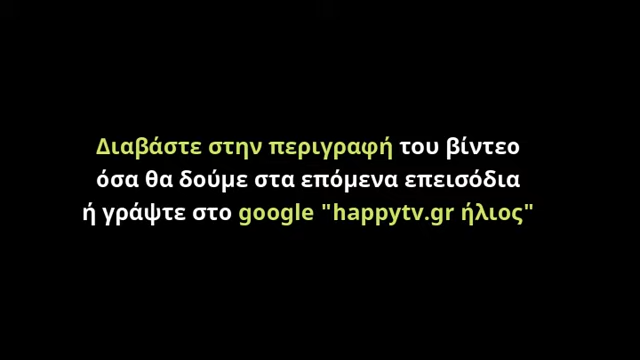 Διαβάστε στην περιγραφή του βίντεο
όσα θα δούμε στα επόμενα επεισόδια
ή γράψτε στο google "happytv.gr ήλιος"